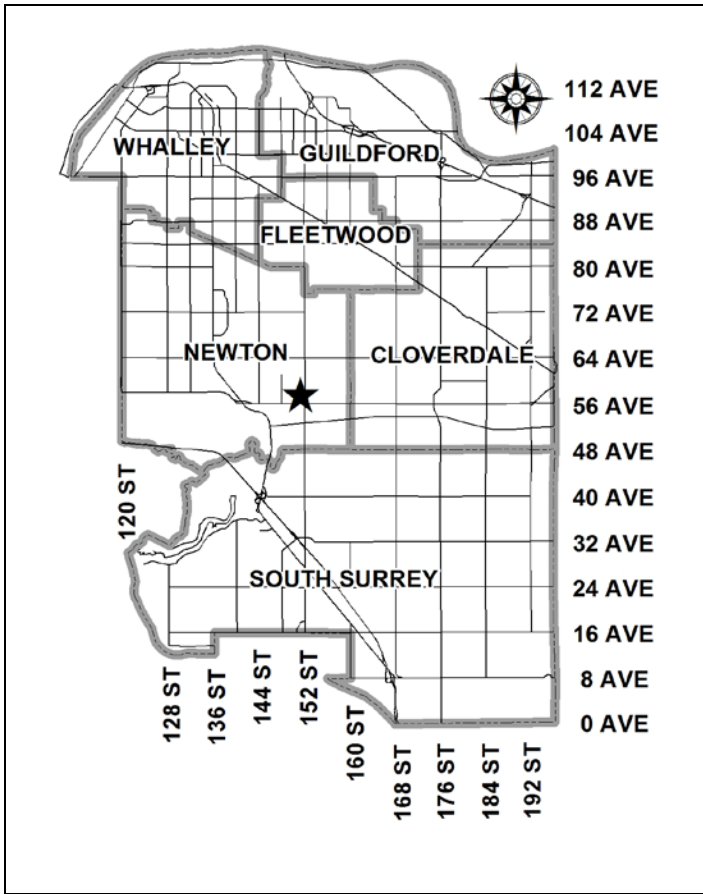 112 AVE
104 AVE
WHALLEY
GUILDFORD
96 AVE
88 AVE
FLEETWOOD
80 AVE
72 AVE
NEWTON
CLOVERDALE
64 AVE
56 AVE
48 AVE
120 ST
40 AVE
32 AVE
SOUTH SURREY
24 AVE
16 AVE
8 AVE
0 AVE
128 ST
136 ST
144 ST
152 ST
160 ST
168 ST
176 ST
184 ST
192 ST